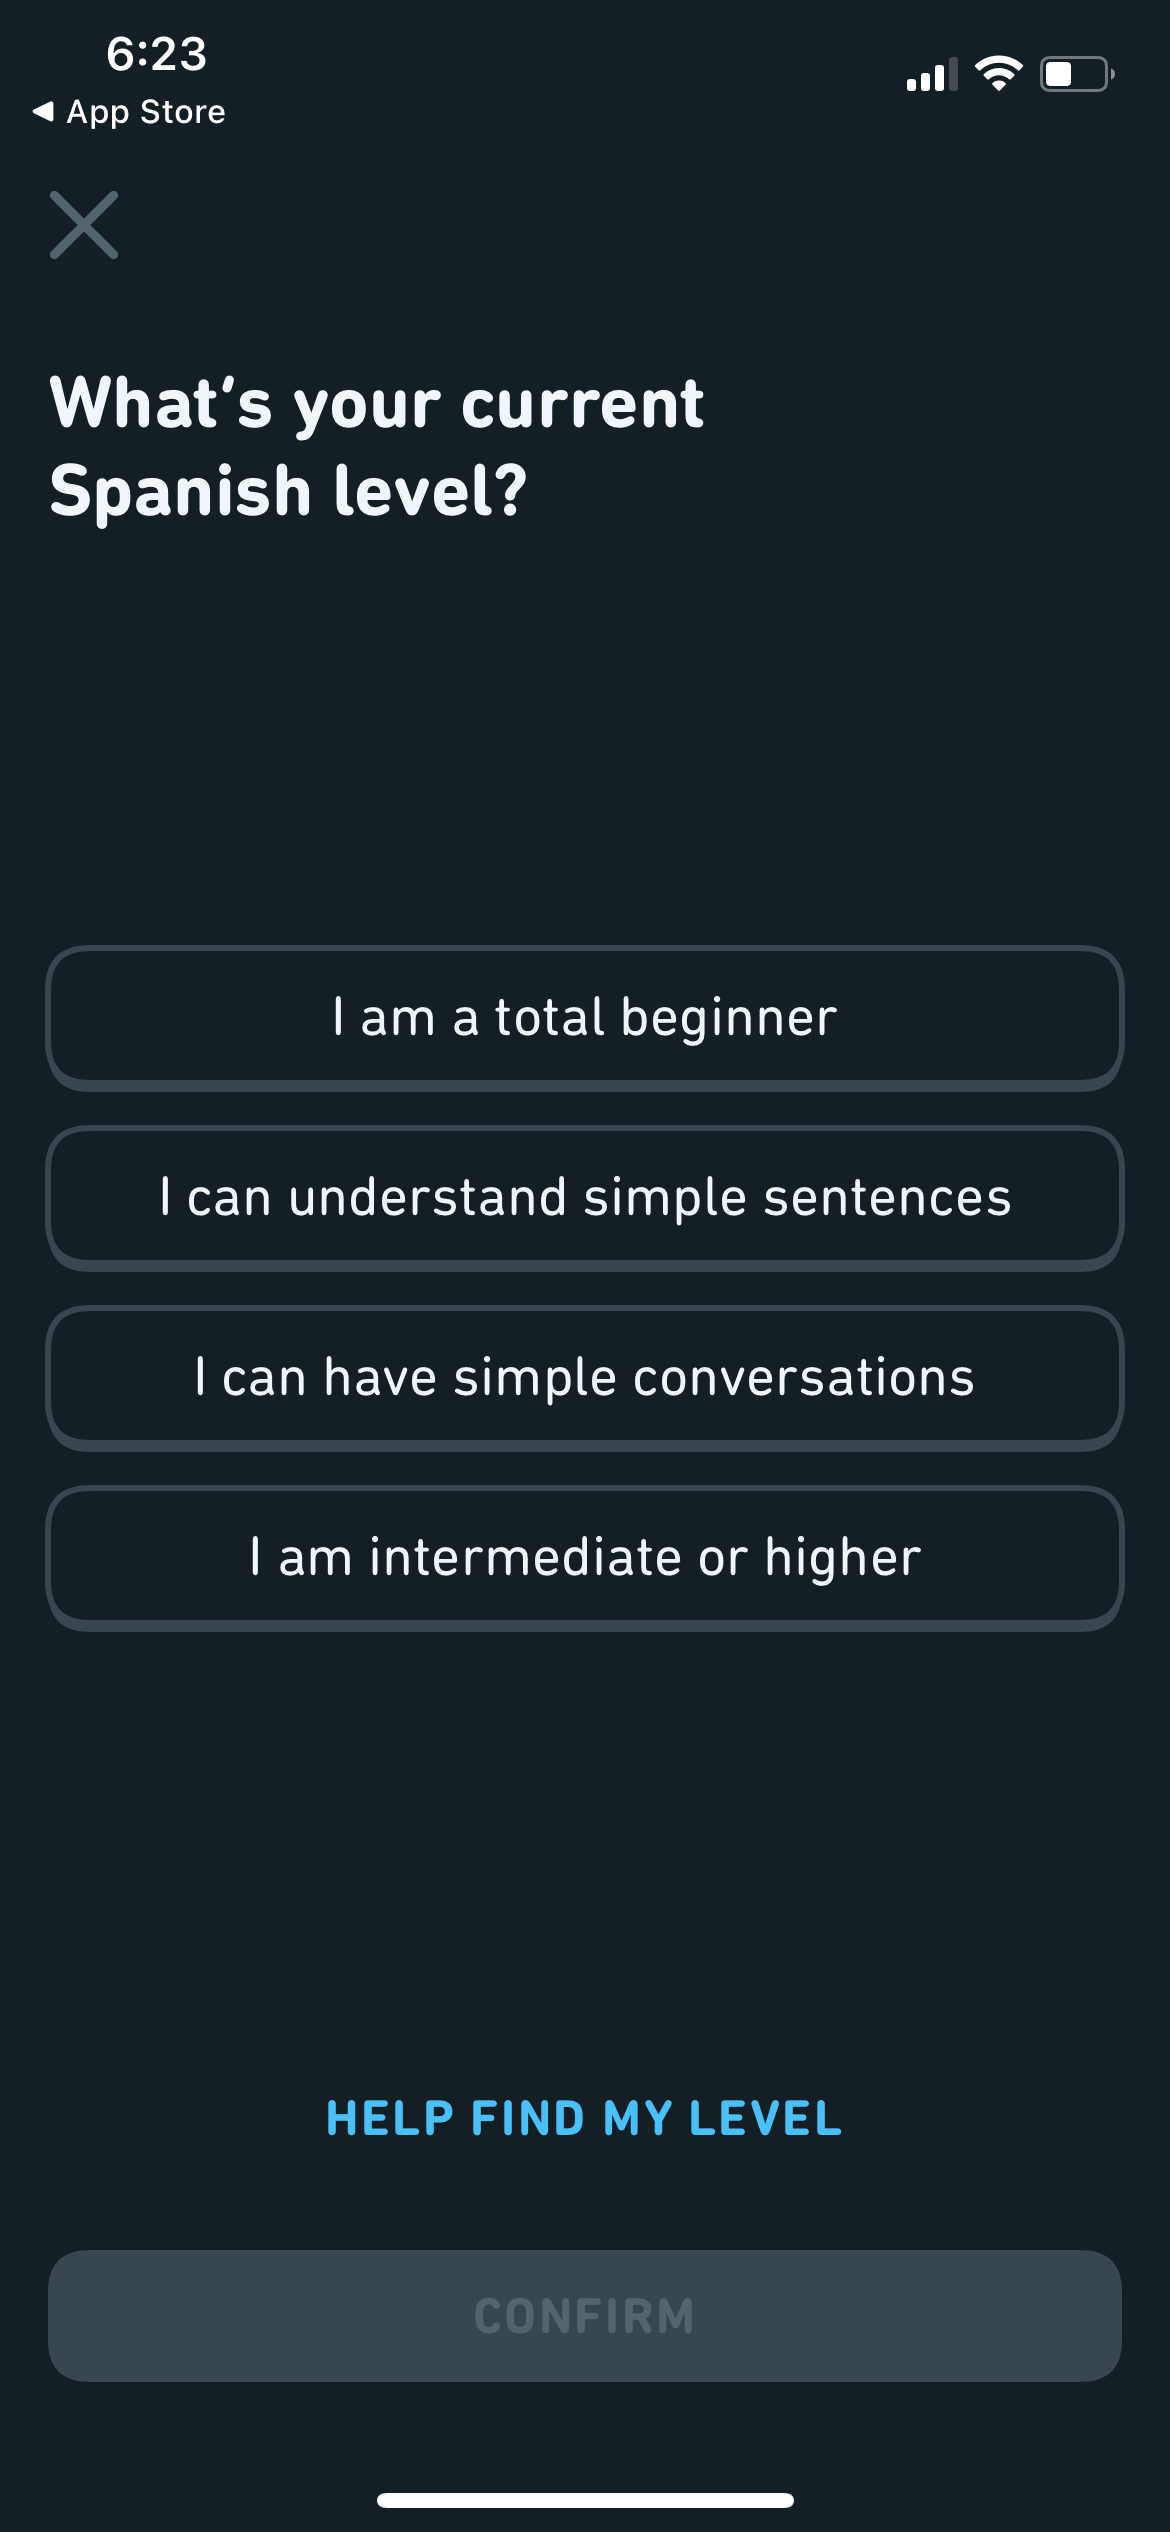 6:23
App Store
What's your current
Spanish level?
I am a total beginner
I can understand simple sentences
I can have simple conversations
I am intermediate or higher
HELP FIND MY LEVEL
CONFIRM